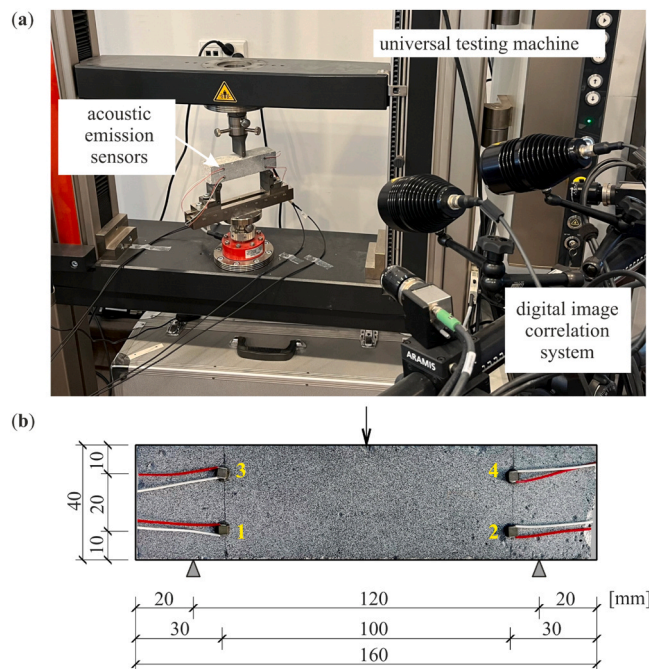 (a)
universal testing machine
acoustic
emission
sensors
digital image
correlation
system
ARAMIS
(b)
3
4
1
2
10
20
10
40
20
120
20
[mm]
30
100
30
160